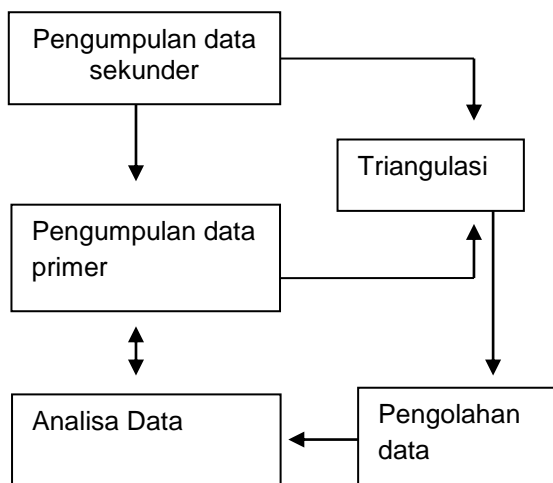 Pengumpulan data
sekunder
Triangulasi
Pengumpulan data
primer
Analisa Data
Pengolahan
data